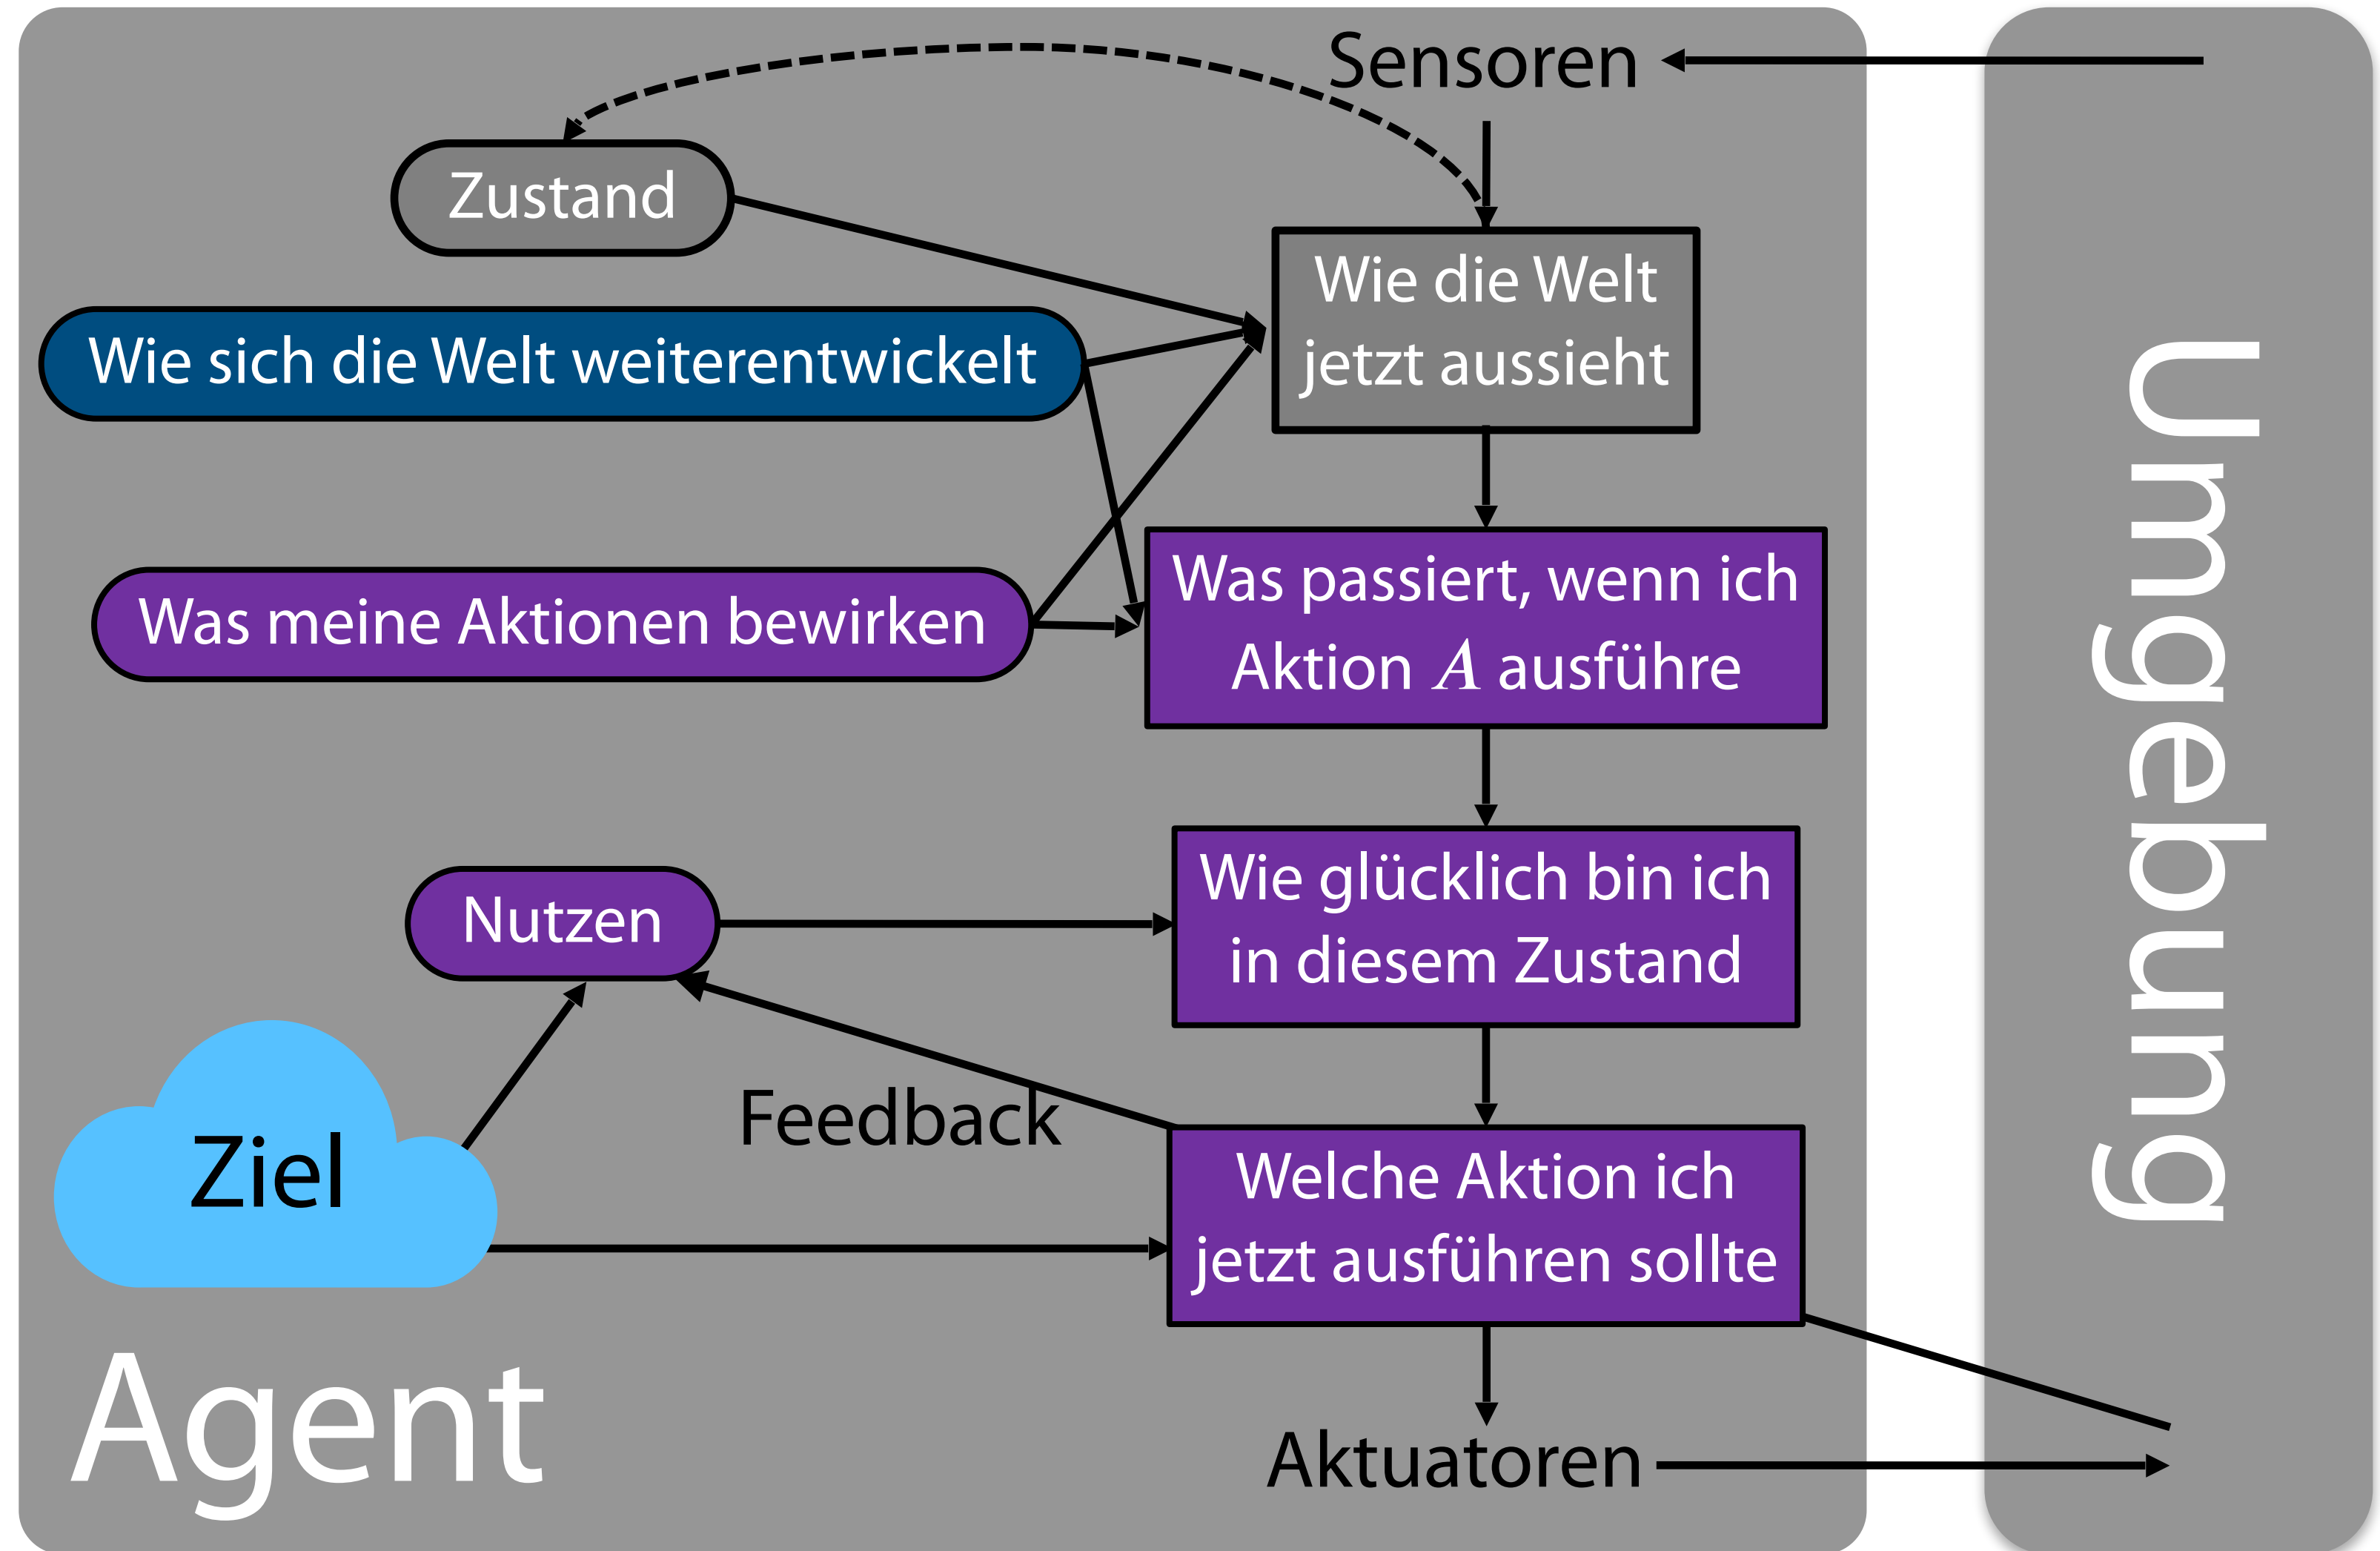 Sensoren
Zustand
Wie die Welt
jetzt aussieht
Wie sich die Welt weiterentwickelt
Was passiert, wenn ich
Aktion A ausführe
Was meine Aktionen bewirken
Wie glücklich bin ich
in diesem Zustand
Nutzen
Feedback
Ziel
Welche Aktion ich
jetzt ausführen sollte
Agent
Aktuatoren
Umgebung